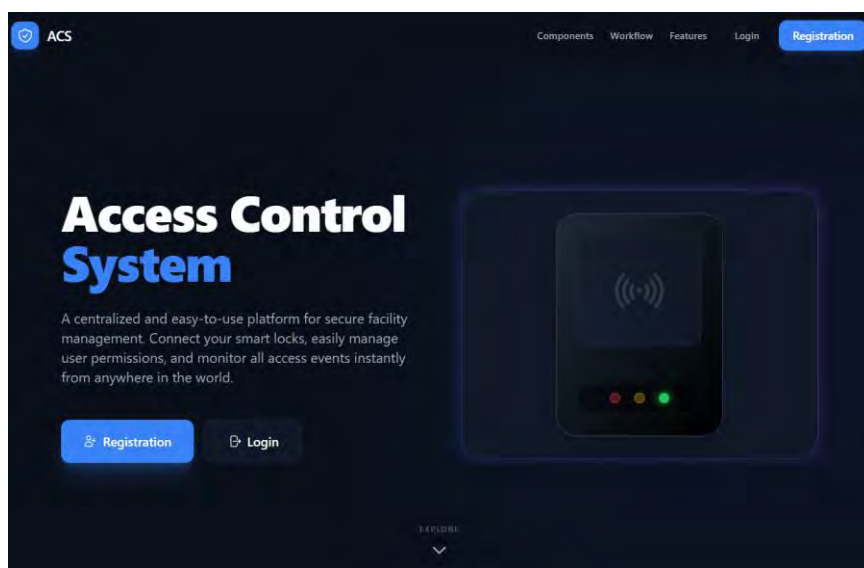 ACS
Components Workflow Features Login Registration
Access Control
System
A centralized and easy-to-use platform for secure facility
management. Connect your smart locks, easily manage
user permissions, and monitor all access events instantly
from anywhere in the world.
Registration Login
EXPLORE